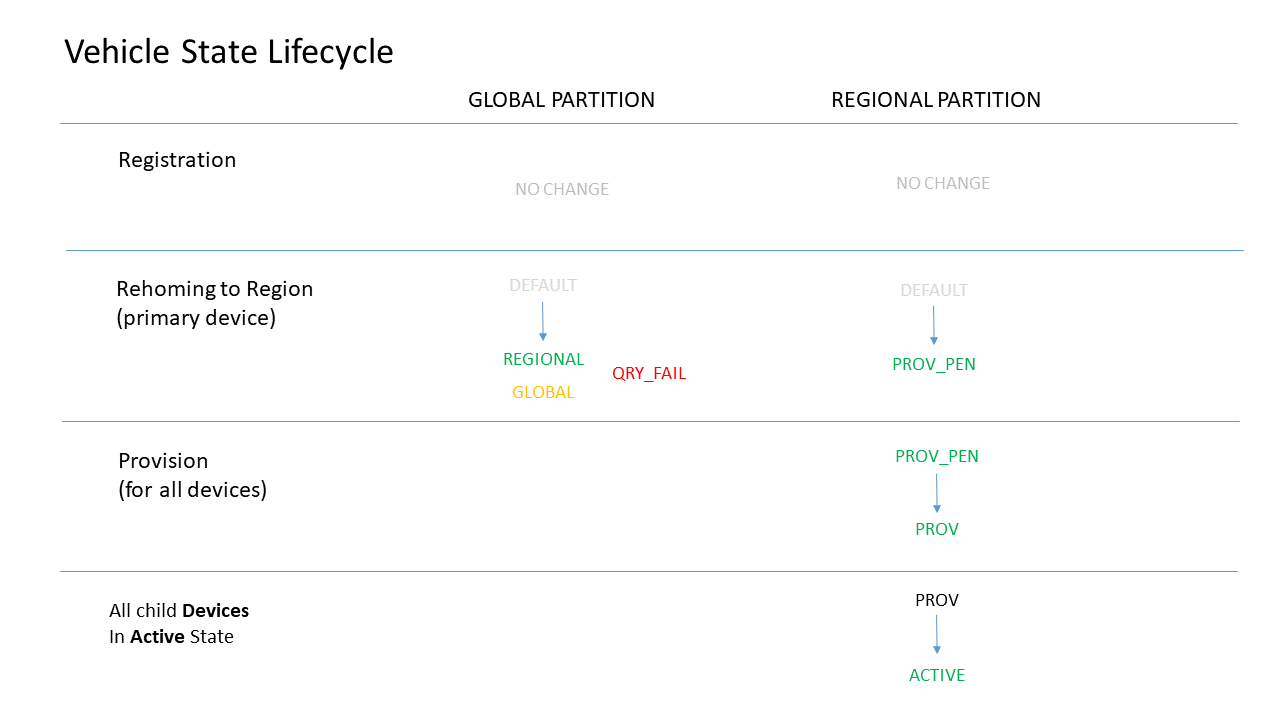 Vehicle State Lifecycle
GLOBAL PARTITION
REGIONAL PARTITION
Registration
NO CHANGE
NO CHANGE
Rehoming to Region
(primary device)
DEFAULT
REGIONAL
GLOBAL
QRY_FAIL
DEFAULT
PROV_PEN
Provision
(for all devices)
PROV_PEN
PROV
All child Devices
In Active State
PROV
ACTIVE